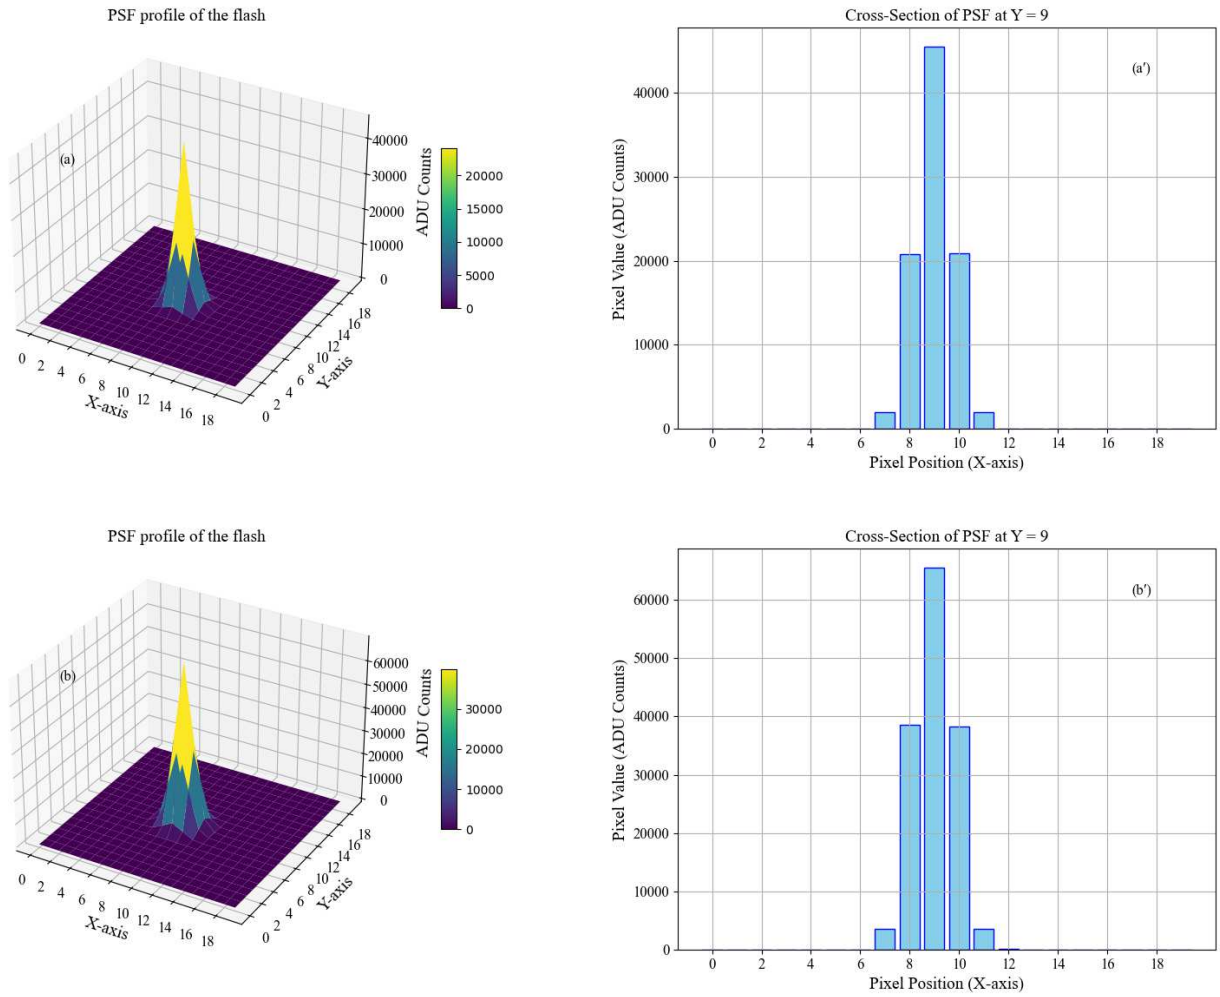 PSF profile of the flash
(a)
40000
30000
20000
10000
0
ADU Counts
20000
15000
10000
5000
0
0 2 4 6 8 10 12 14 16 18
X-axis
0 2 4 6 8 10 12 14 16 18
Y-axis
Cross-Section of PSF at Y = 9
(a′)
40000
30000
20000
10000
0
Pixel Value (ADU Counts)
0 2 4 6 8 10 12 14 16 18
Pixel Position (X-axis)
PSF profile of the flash
(b)
60000
50000
40000
30000
20000
10000
0
ADU Counts
30000
20000
10000
0
0 2 4 6 8 10 12 14 16 18
X-axis
0 2 4 6 8 10 12 14 16 18
Y-axis
Cross-Section of PSF at Y = 9
(b′)
60000
50000
40000
30000
20000
10000
0
Pixel Value (ADU Counts)
0 2 4 6 8 10 12 14 16 18
Pixel Position (X-axis)